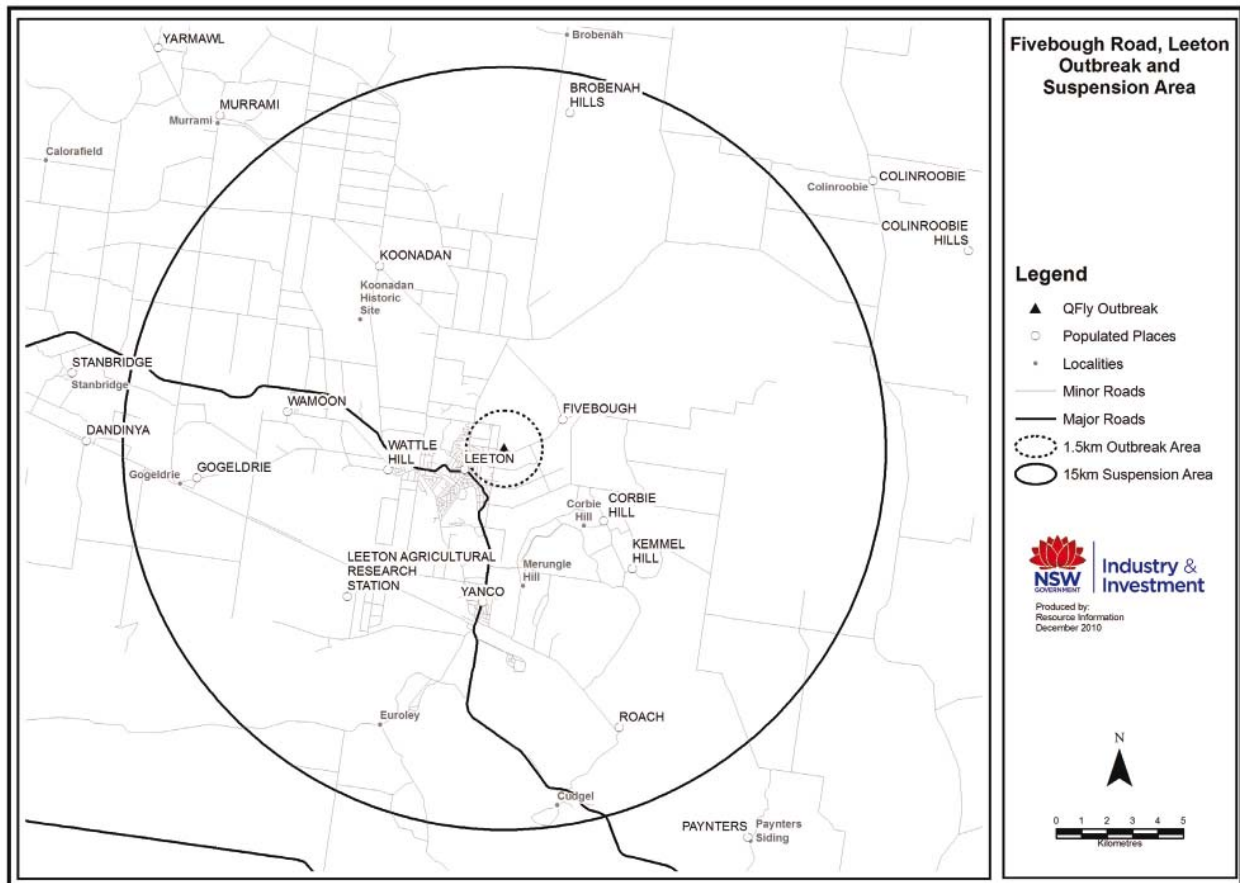 Brobenah
YARMAWL
BROBENAH
HILLS
MURRAMI
Murrami
Calorafield
COLINROOBIE
Colinroobie
COLINROOBIE
HILLS
KOONADAN
Koonadan
Historic
Site
STANBRIDGE
Stanbridge
WAMOON
FIVEBOUGH
DANDINYA
WATTLE
HILL
LEETON
GOGELDRIE
Gogeldrie
Corbie
Hill
CORBIE
HILL
KEMMEL
HILL
LEETON AGRICULTURAL
RESEARCH
STATION
Merungle
Hill
YANCO
Euroley
ROACH
Cudgel
PAYNTERS
Paynters
Siding
Fivebough Road, Leeton
Outbreak and
Suspension Area
Legend
QFly Outbreak
Populated Places
Localities
Minor Roads
Major Roads
1.5km Outbreak Area
15km Suspension Area
NSW
GOVERNMENT
Industry &
Investment
Produced by:
Resource Information
December 2010
N
0 1 2 3 4 5
Kilometres